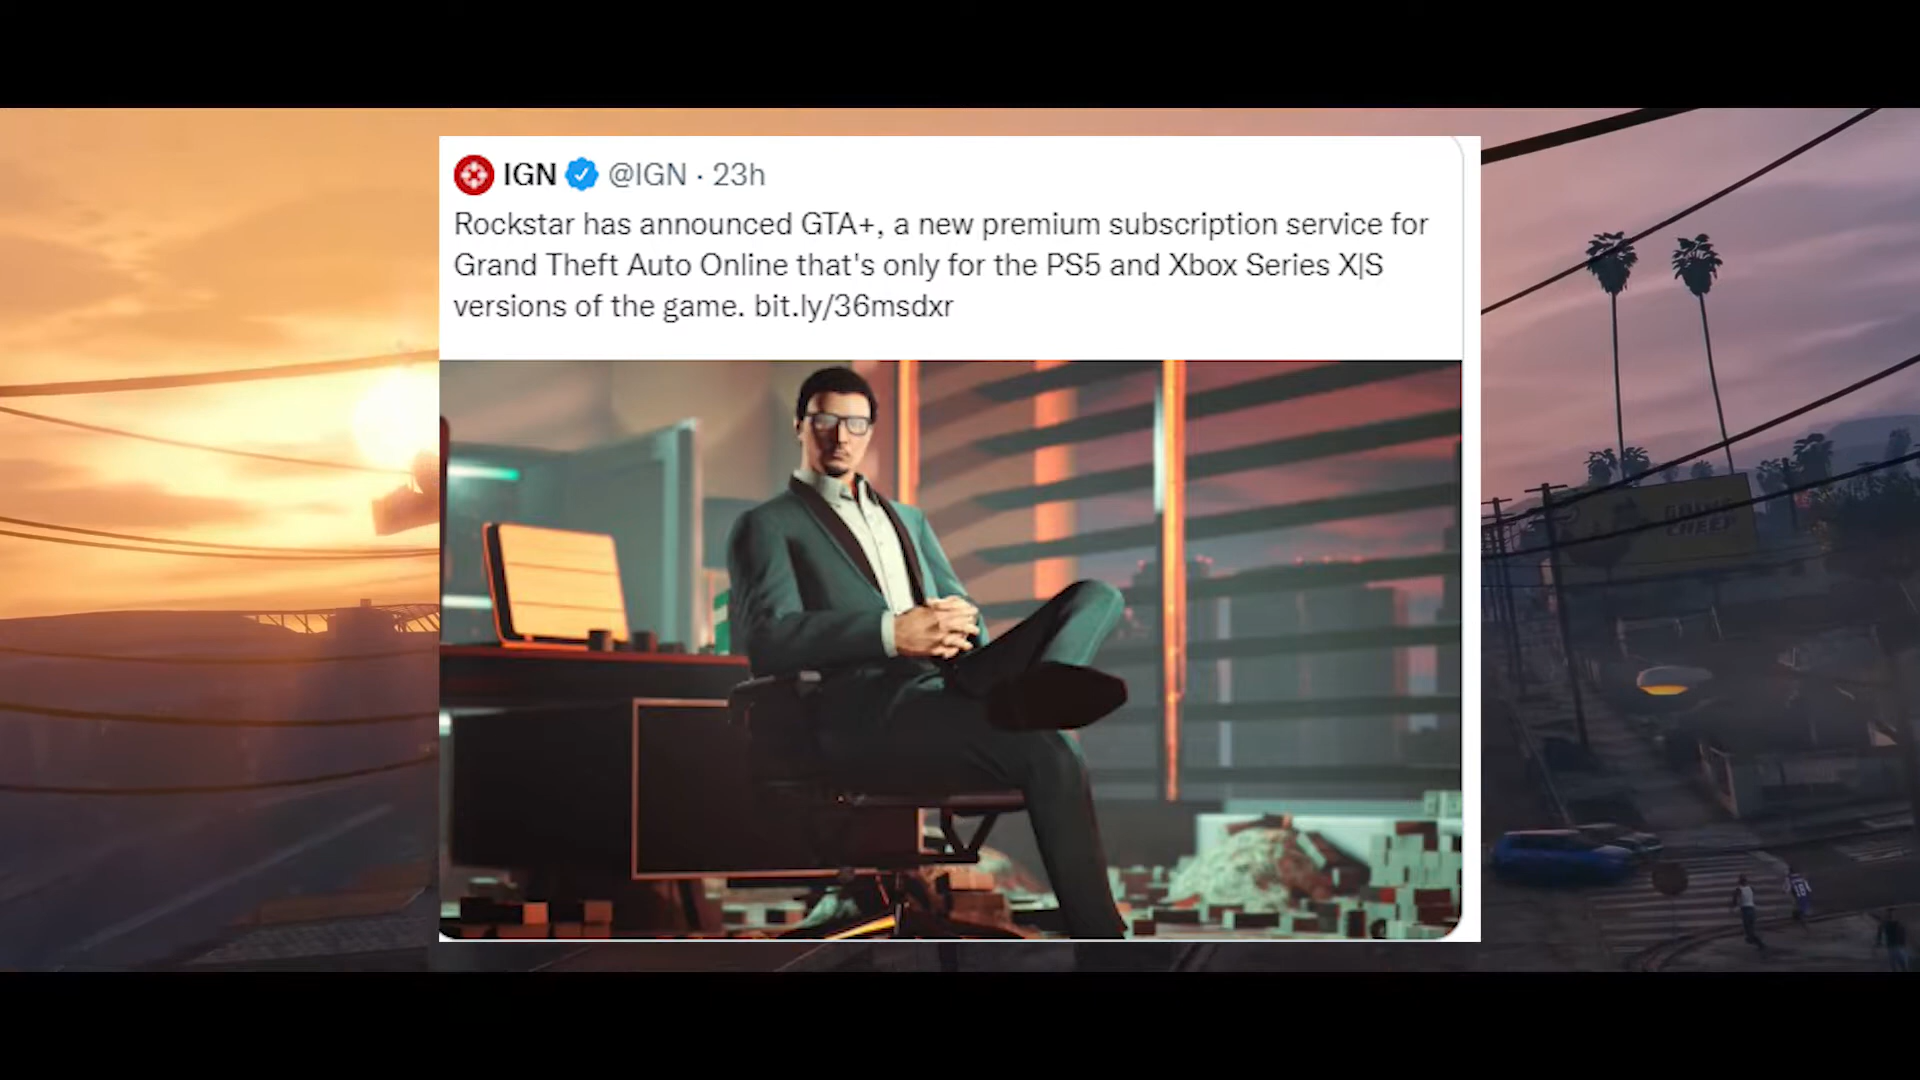 IGN @IGN · 23h
Rockstar has announced GTA+, a new premium subscription service for
Grand Theft Auto Online that's only for the PS5 and Xbox Series X|S
versions of the game. bit.ly/36msdxr